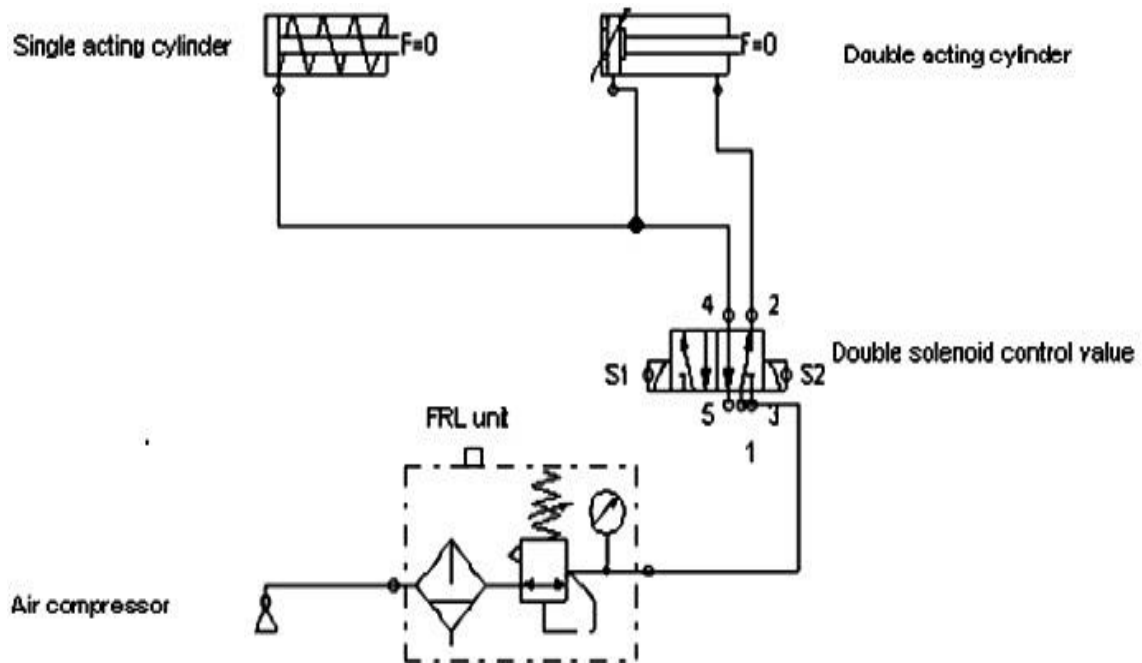 Single acting cylinder
F=0
F=0
Double acting cylinder
4
2
Double solenoid control value
S1
S2
5
3
1
FRL unit
Air compressor